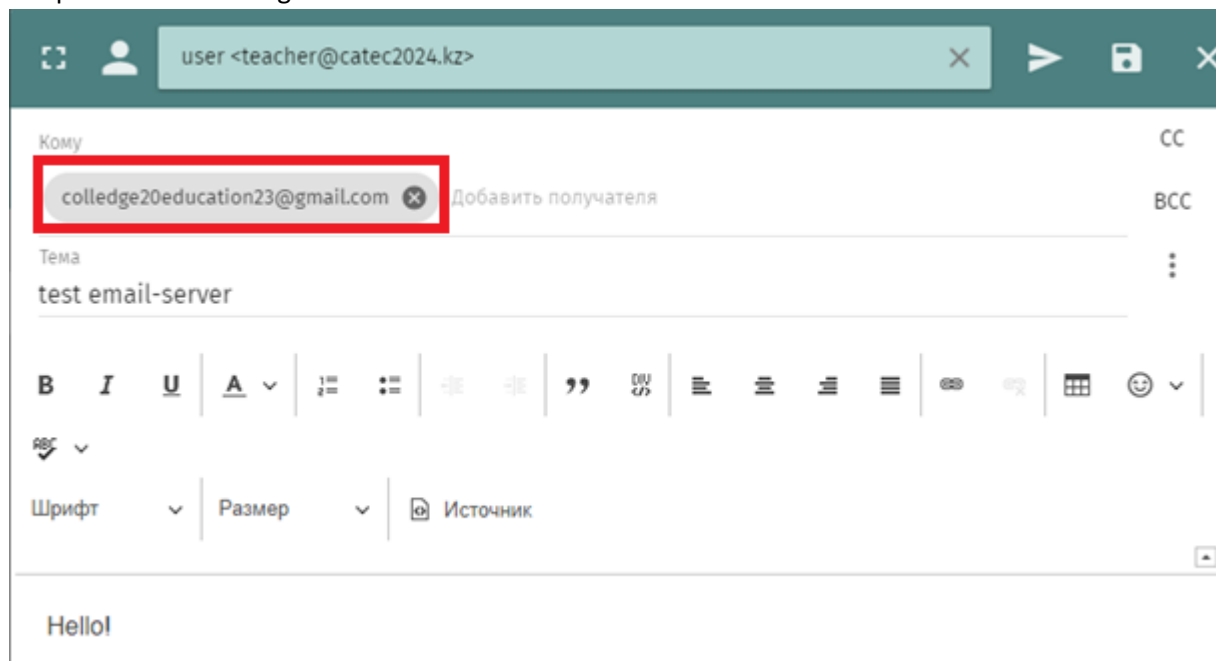 user <teacher@catec2024.kz>
Кому
CC
colledge20education23@gmail.com Добавить получателя
BCC
Тема
test email-server
B I U A
ABC
Шрифт Размер Источник
Hello!